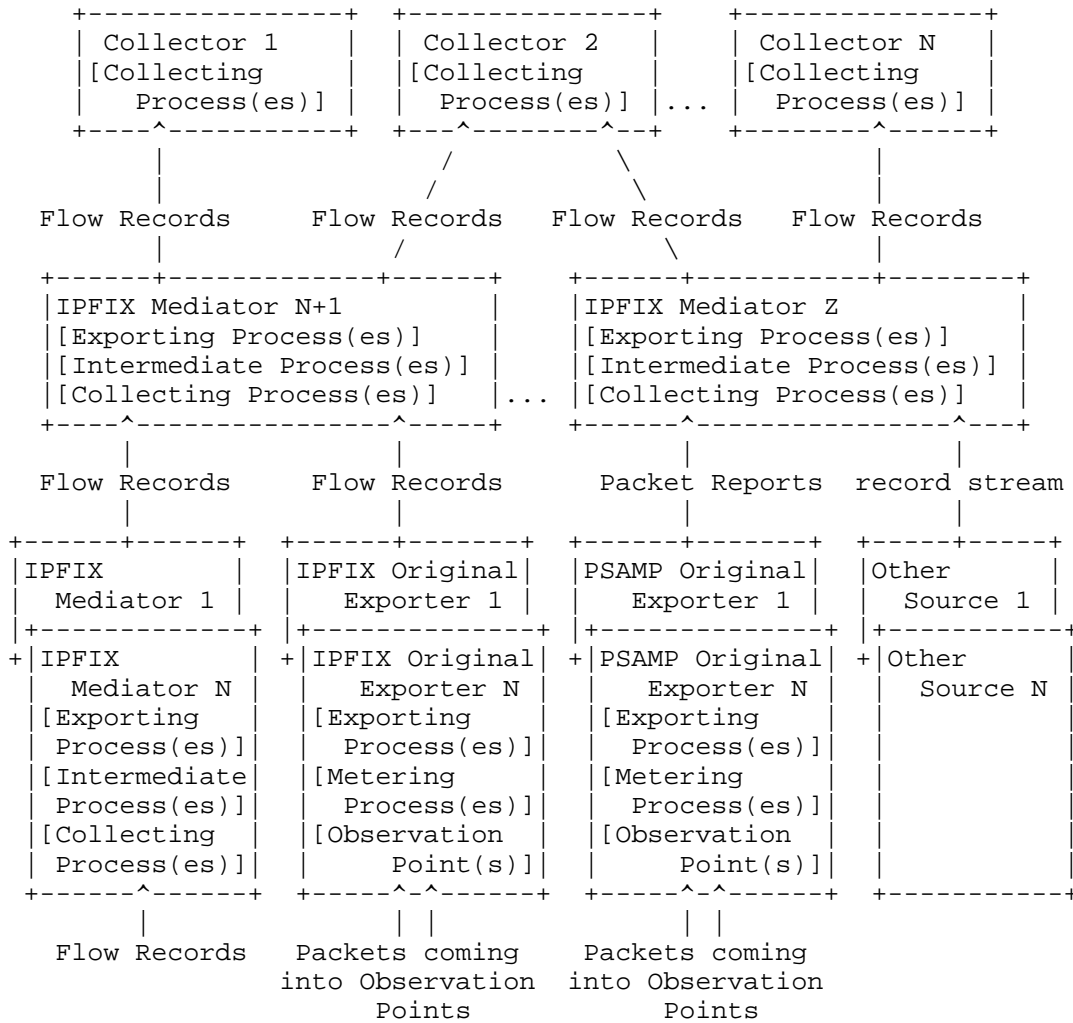 Collector 1 Collector 2 Collector N
[Collecting [Collecting [Collecting
Process(es)] Process(es)] ... Process(es)]
Flow Records Flow Records Flow Records Flow Records
IPFIX Mediator N+1 IPFIX Mediator Z
[Exporting Process(es)] [Exporting Process(es)]
[Intermediate Process(es)] [Intermediate Process(es)]
[Collecting Process(es)] ... [Collecting Process(es)]
Flow Records Flow Records Packet Reports record stream
IPFIX IPFIX Original PSAMP Original Other
Mediator 1 Exporter 1 Exporter 1 Source 1
IPFIX IPFIX Original PSAMP Original Other
Mediator N Exporter N Exporter N Source N
[Exporting [Exporting [Exporting
Process(es)] Process(es)] Process(es)]
[Intermediate [Metering [Metering
Process(es)] Process(es)] Process(es)]
[Collecting [Observation [Observation
Process(es)] Point(s)] Point(s)]
Flow Records Packets coming Packets coming
into Observation into Observation
Points Points